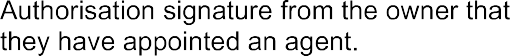 Authorisation signature from the owner that
they have appointed an agent.